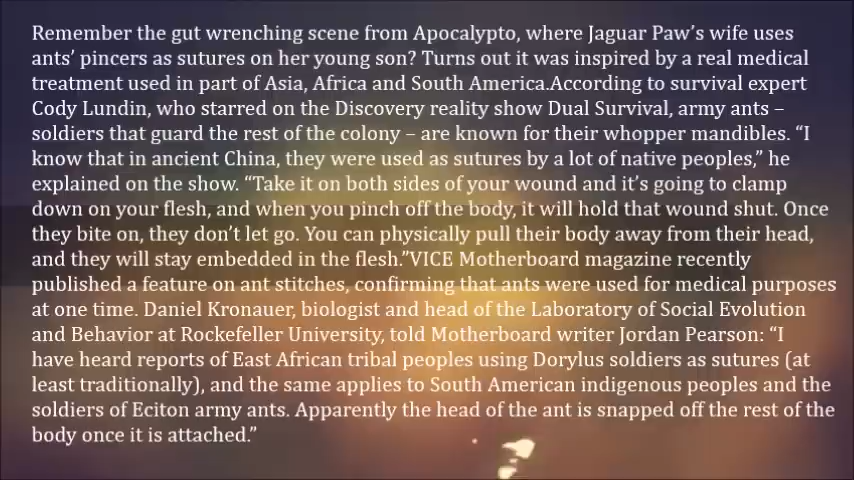 Remember the gut wrenching scene from Apocalypto, where Jaguar Paw's wife uses
ants' pincers as sutures on her young son? Turns out it was inspired by a real medical
treatment used in part of Asia, Africa and South America.According to survival expert
Cody Lundin, who starred on the Discovery reality show Dual Survival, army ants –
soldiers that guard the rest of the colony – are known for their whopper mandibles. “I
know that in ancient China, they were used as sutures by a lot of native peoples,” he
explained on the show. “Take it on both sides of your wound and it's going to clamp
down on your flesh, and when you pinch off the body, it will hold that wound shut. Once
they bite on, they don't let go. You can physically pull their body away from their head,
and they will stay embedded in the flesh.”VICE Motherboard magazine recently
published a feature on ant stitches, confirming that ants were used for medical purposes
at one time. Daniel Kronauer, biologist and head of the Laboratory of Social Evolution
and Behavior at Rockefeller University, told Motherboard writer Jordan Pearson: “I
have heard reports of East African tribal peoples using Dorylus soldiers as sutures (at
least traditionally), and the same applies to South American indigenous peoples and the
soldiers of Eciton army ants. Apparently the head of the ant is snapped off the rest of the
body once it is attached.”